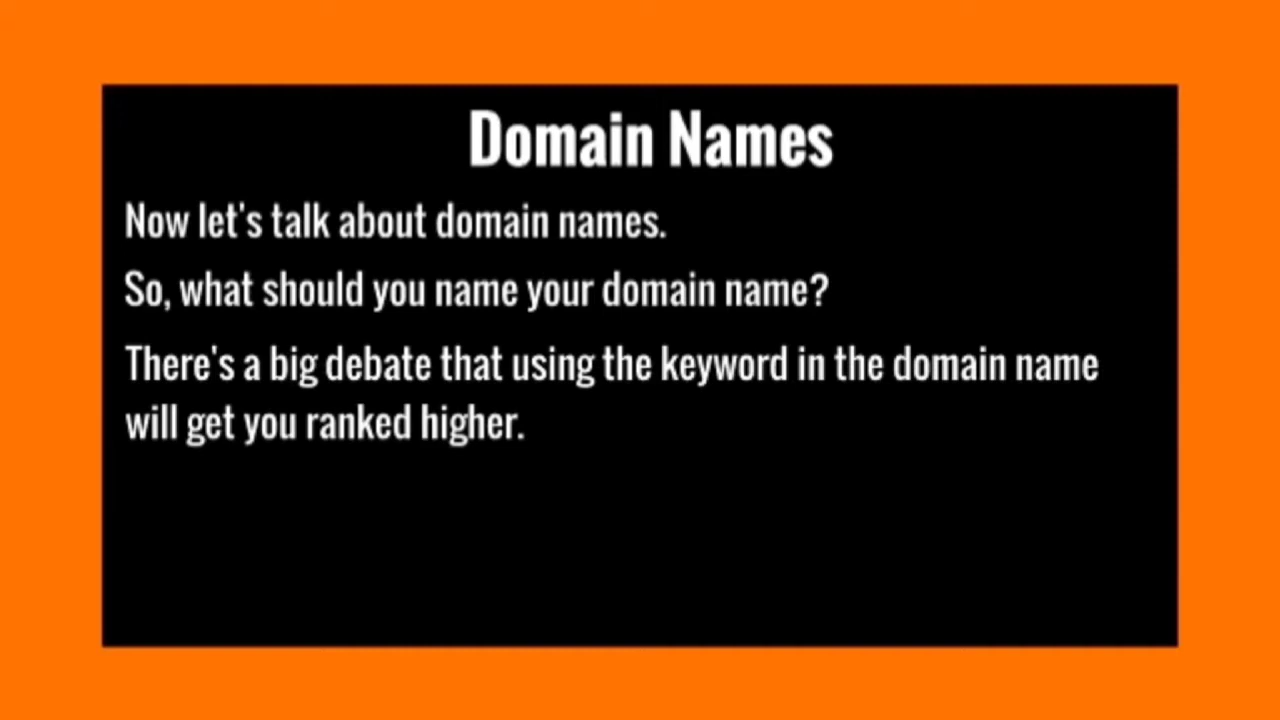 Domain Names
Now let's talk about domain names.
So, what should you name your domain name?
There's a big debate that using the keyword in the domain name
will get you ranked higher.